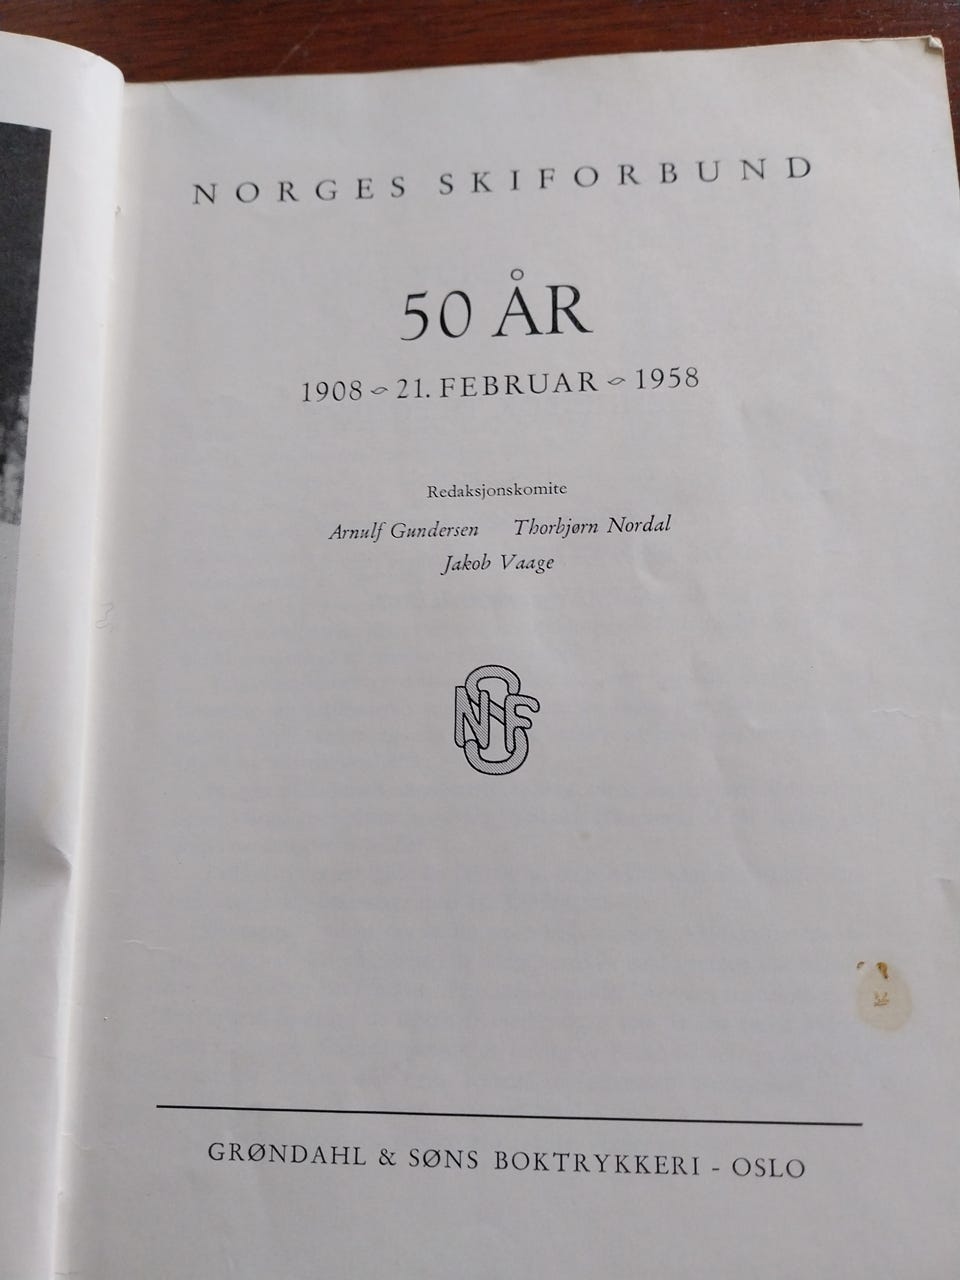 NORGES SKIFORBUND
50 ÅR
1908 ~ 21. FEBRUAR ~ 1958
Redaksjonskomite
Arnulf Gundersen Thorbjørn Nordal
Jakob Vaage
NSF
GRØNDAHL & SØNS BOKTRYKKERI - OSLO